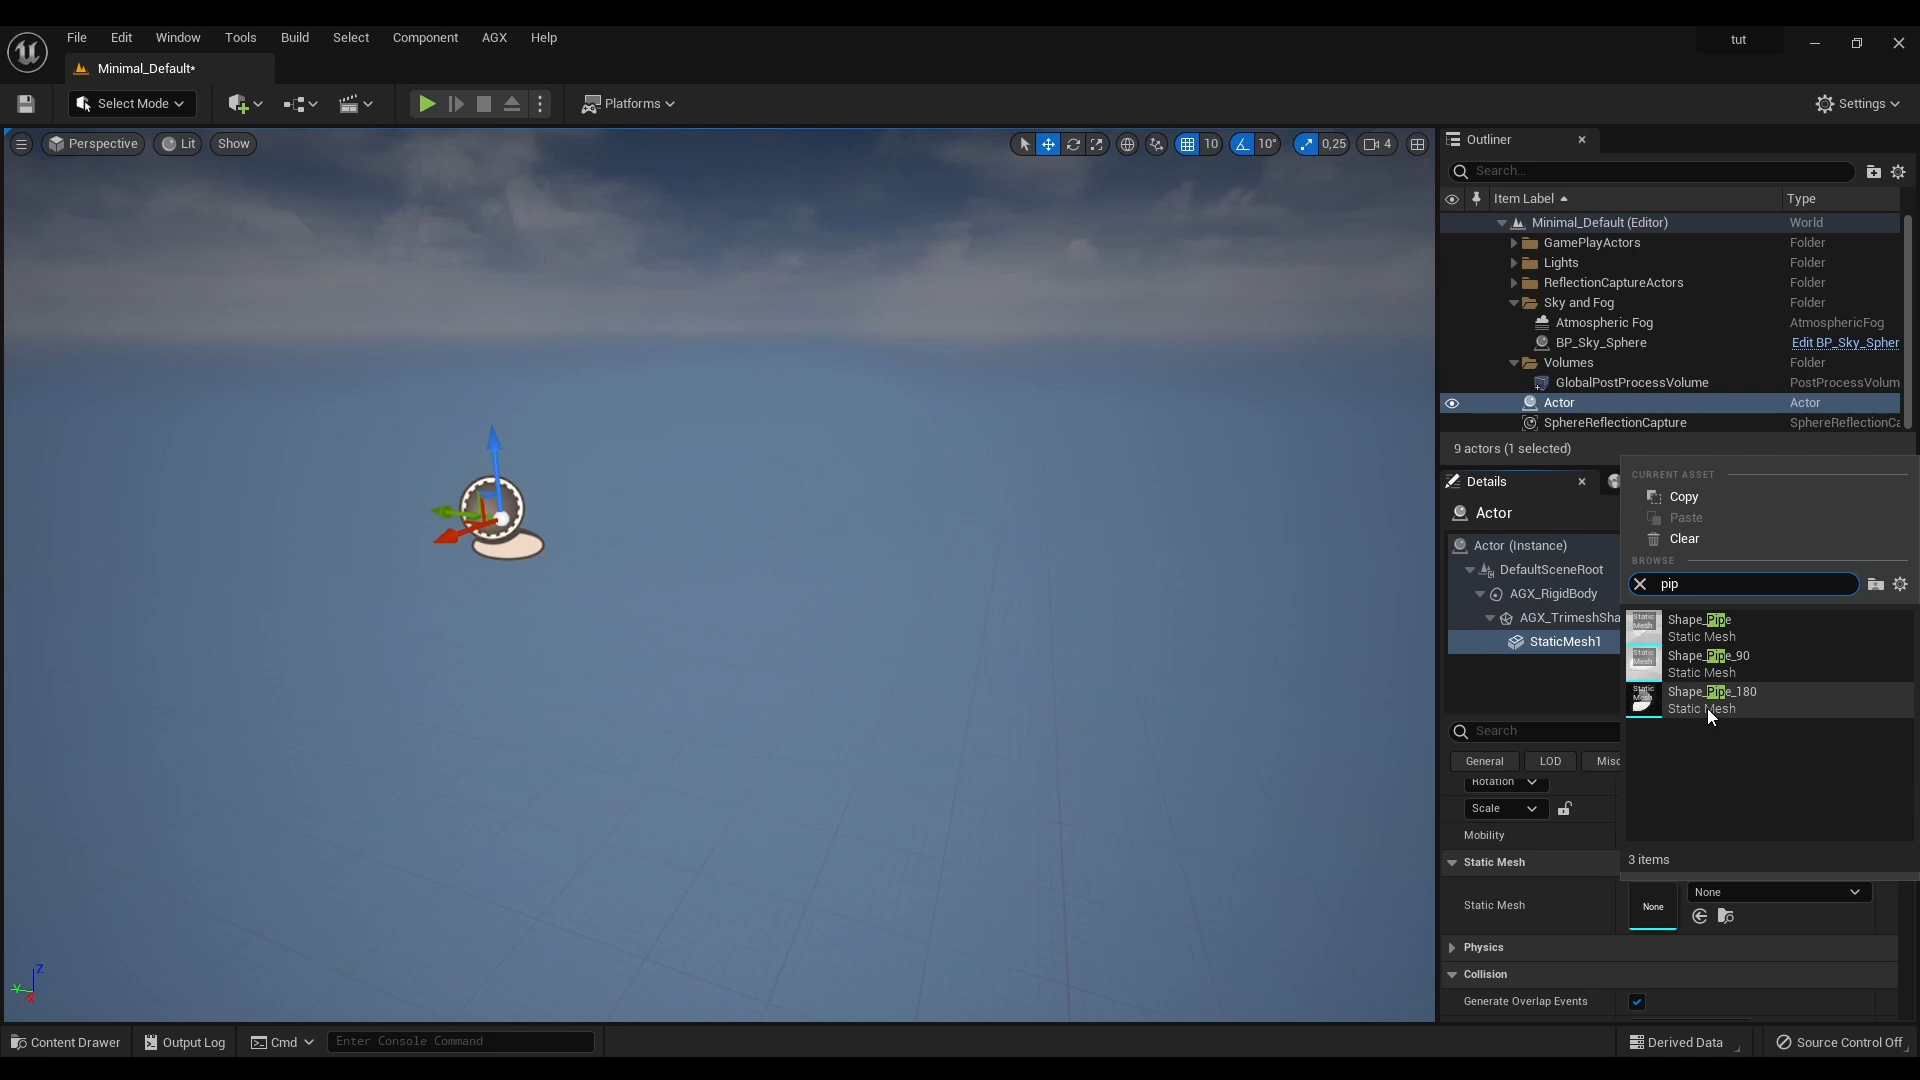 File Edit Window Tools Build Select Component AGX Help
tut
Minimal_Default*
Select Mode
Platforms
Settings
Perspective
Lit
Show
10
10°
0,25
4
Outliner
Search...
Item Label
Type
Minimal_Default (Editor)
World
GamePlayActors
Folder
Lights
Folder
ReflectionCaptureActors
Folder
Sky and Fog
Folder
Atmospheric Fog
AtmosphericFog
BP_Sky_Sphere
Edit BP_Sky_Spher
Volumes
Folder
GlobalPostProcessVolume
PostProcessVolum
Actor
Actor
SphereReflectionCapture
SphereReflectionCa
9 actors (1 selected)
Details
Actor
Actor (Instance)
DefaultSceneRoot
AGX_RigidBody
AGX_TrimeshSha
StaticMesh1
Search
General
LOD
Misc
Rotation
Scale
Mobility
Static Mesh
Static Mesh
None
None
Physics
Collision
Generate Overlap Events
CURRENT ASSET
Copy
Paste
Clear
BROWSE
pip
Static Mesh
Shape_Pipe
Static Mesh
Static Mesh
Shape_Pipe_90
Static Mesh
Static Mesh
Shape_Pipe_180
Static Mesh
3 items
Z
Y
X
Content Drawer
Output Log
Cmd
Enter Console Command
Derived Data
Source Control Off